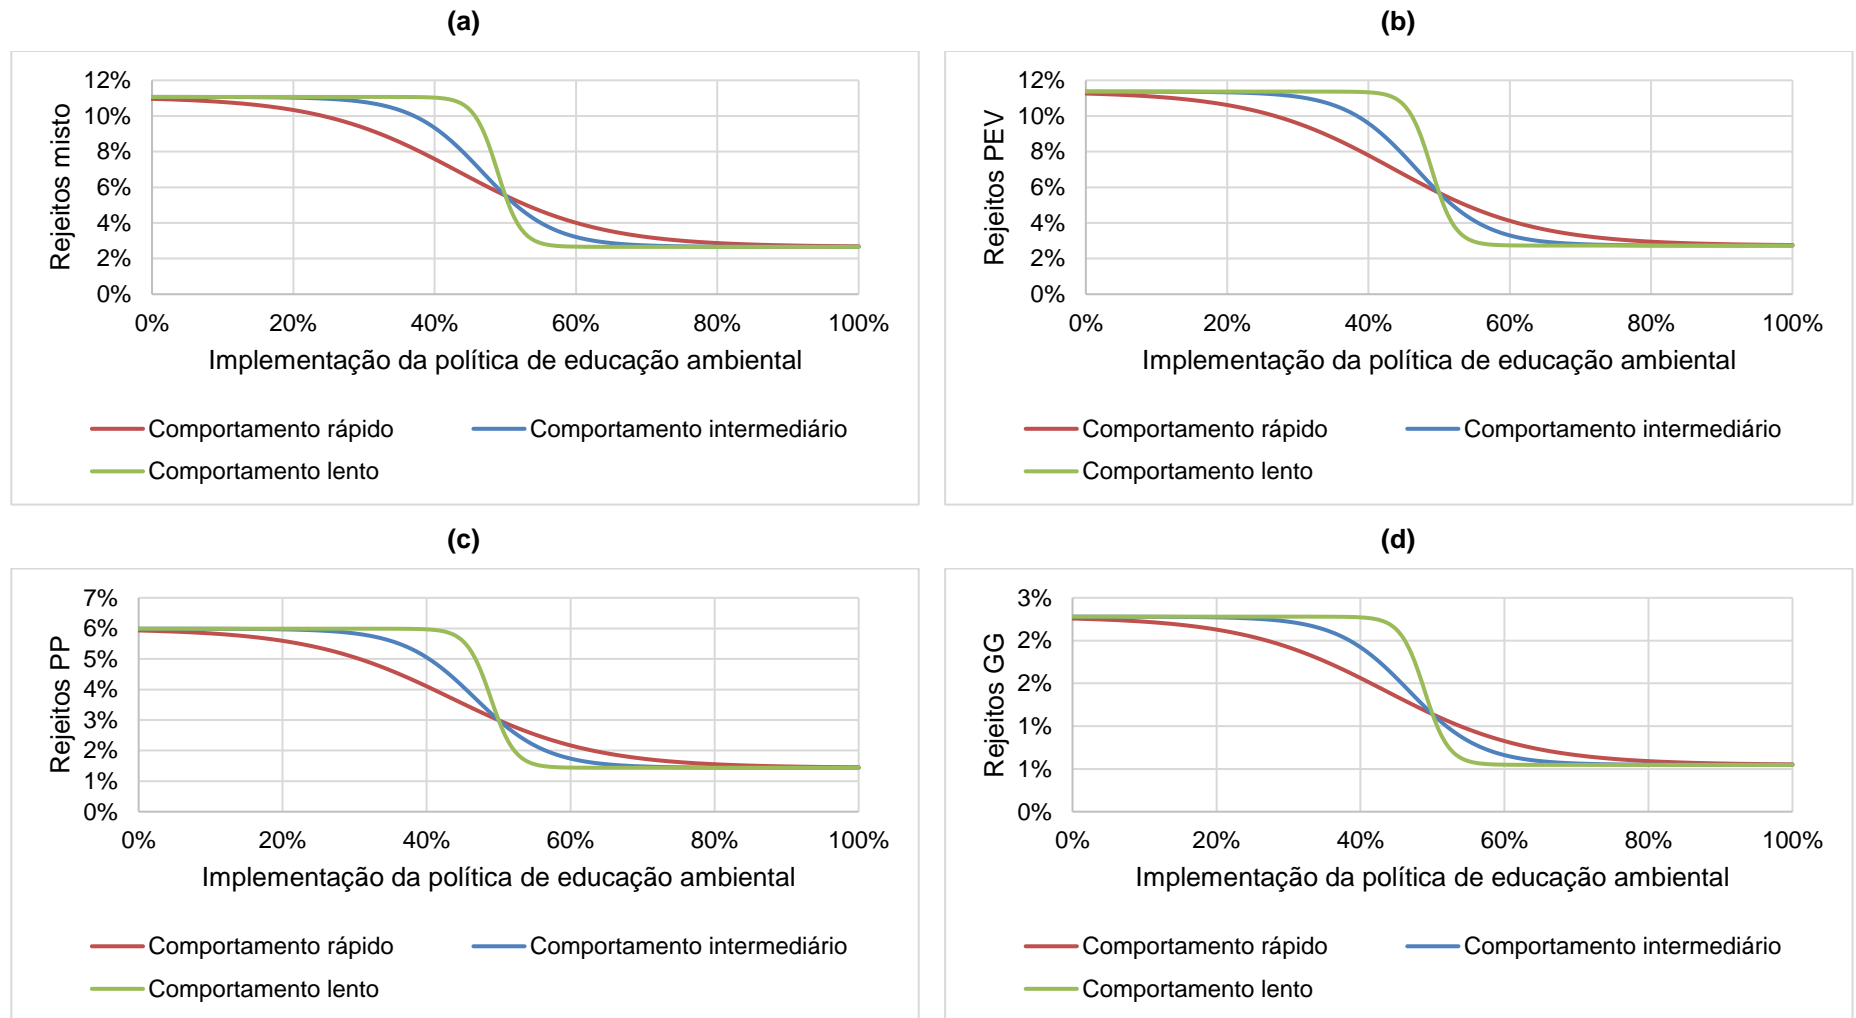 (a)
12%
10%
8%
6%
4%
2%
0%
Rejeitos misto
0% 20% 40% 60% 80% 100%
Implementação da política de educação ambiental
Comportamento rápido Comportamento intermediário
Comportamento lento
(b)
12%
10%
8%
6%
4%
2%
0%
Rejeitos PEV
0% 20% 40% 60% 80% 100%
Implementação da política de educação ambiental
Comportamento rápido Comportamento intermediário
Comportamento lento
(c)
7%
6%
5%
4%
3%
2%
1%
0%
Rejeitos PP
0% 20% 40% 60% 80% 100%
Implementação da política de educação ambiental
Comportamento rápido Comportamento intermediário
Comportamento lento
(d)
3%
2%
2%
1%
1%
0%
Rejeitos GG
0% 20% 40% 60% 80% 100%
Implementação da política de educação ambiental
Comportamento rápido Comportamento intermediário
Comportamento lento